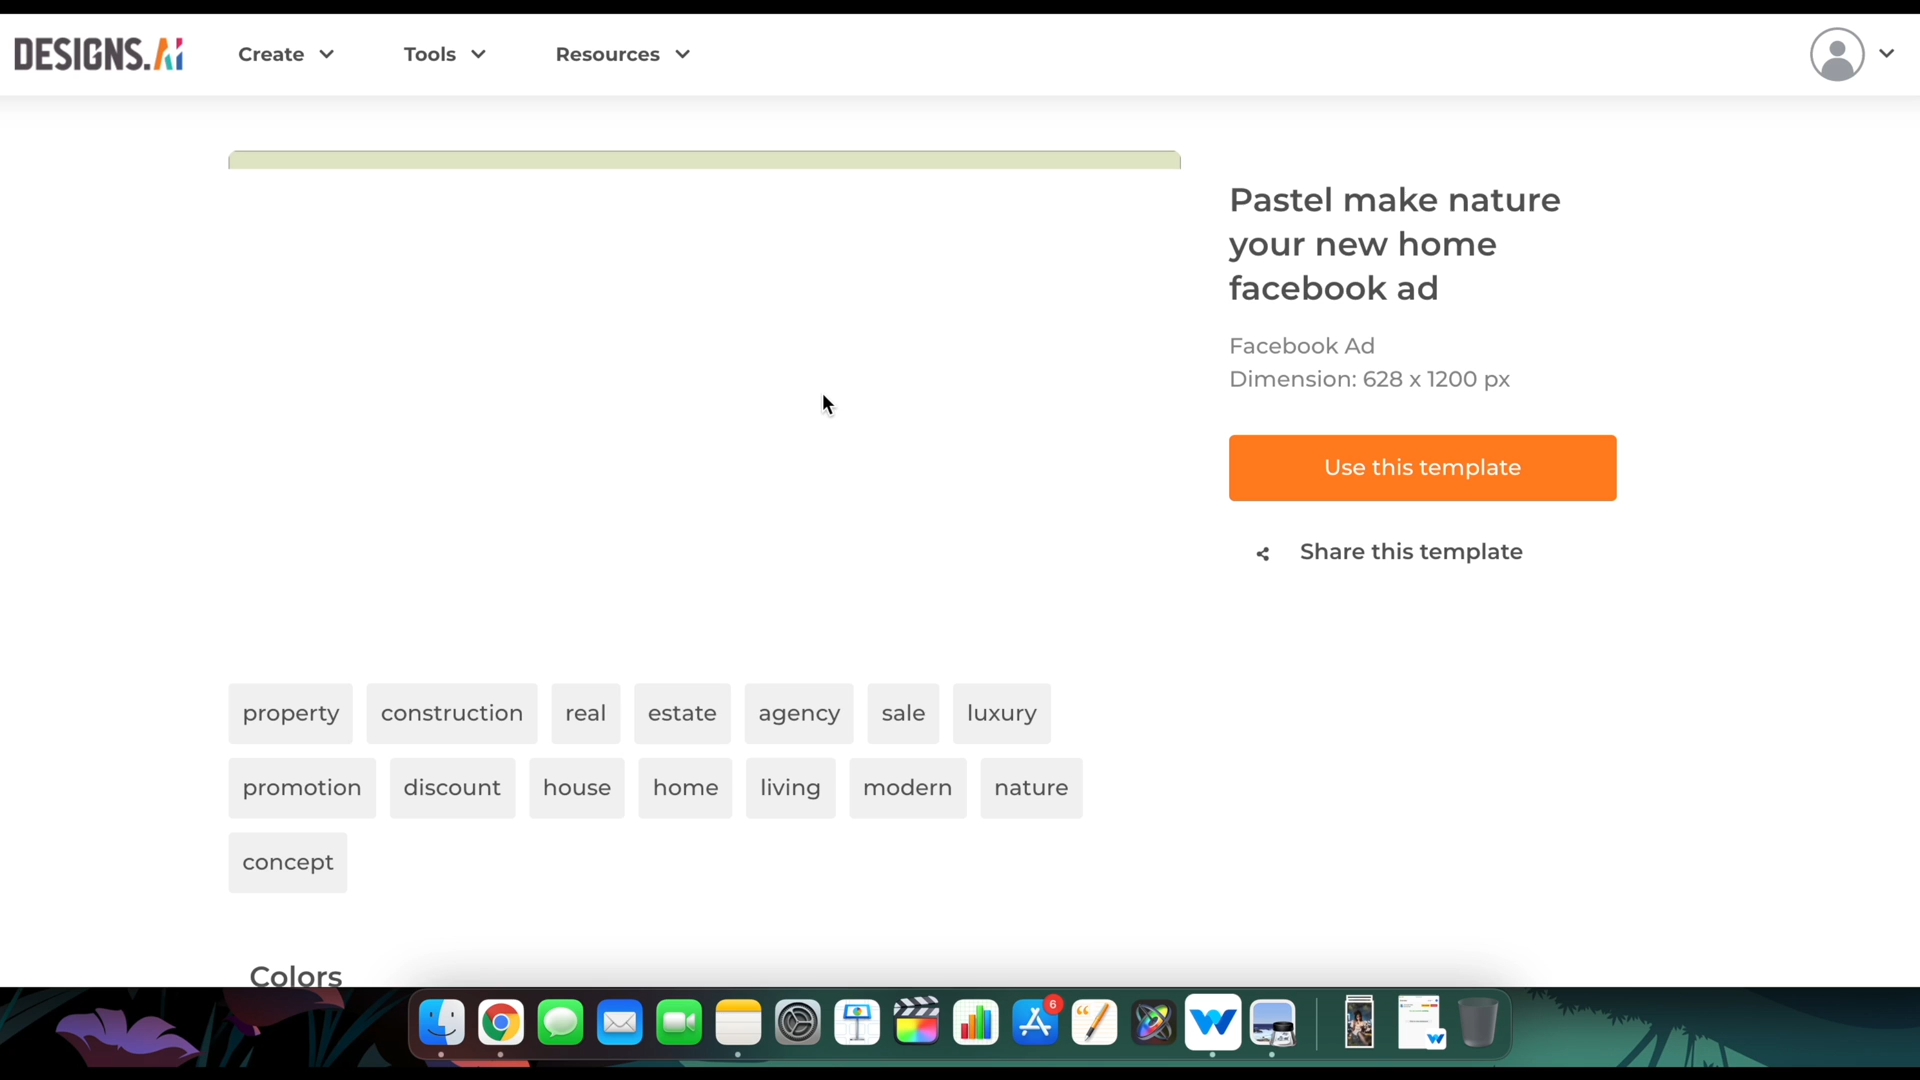 DESIGNS.Ai
Create
Tools
Resources
Pastel make nature
your new home
facebook ad
Facebook Ad
Dimension: 628 x 1200 px
Use this template
Share this template
property
construction
real
estate
agency
sale
luxury
promotion
discount
house
home
living
modern
nature
concept
Colors
6